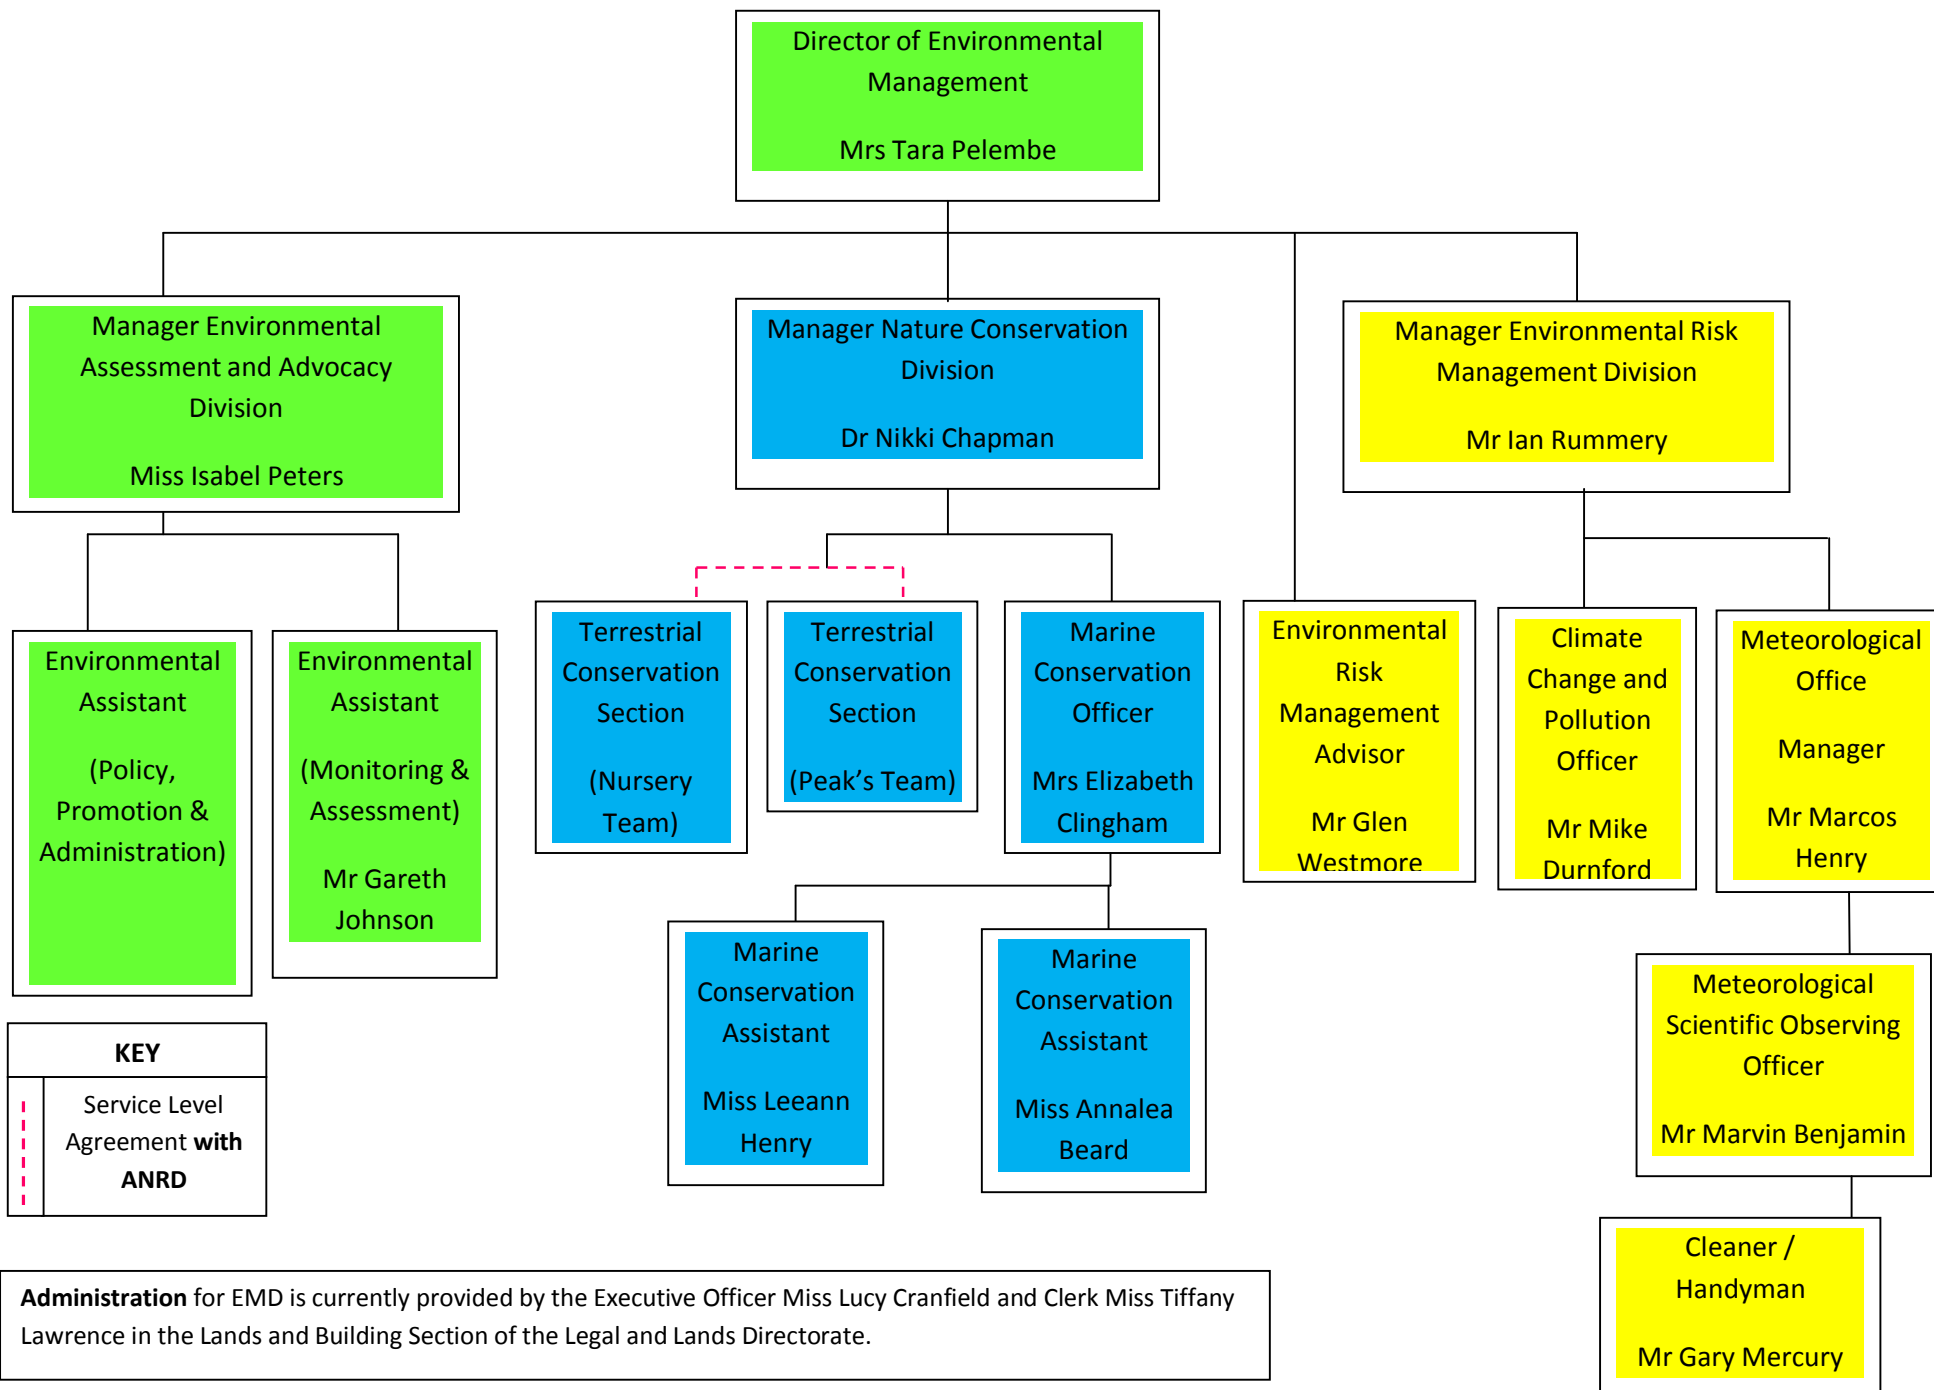 Director of Environmental
Management
Mrs Tara Pelembe
Manager Environmental
Assessment and Advocacy
Division
Miss Isabel Peters
Manager Nature Conservation
Division
Dr Nikki Chapman
Manager Environmental Risk
Management Division
Mr Ian Rummery
Environmental
Assistant
(Policy,
Promotion &
Administration)
Environmental
Assistant
(Monitoring &
Assessment)
Mr Gareth
Johnson
Terrestrial
Conservation
Section
(Nursery
Team)
Terrestrial
Conservation
Section
(Peak's Team)
Marine
Conservation
Officer
Mrs Elizabeth
Clingham
Environmental
Risk
Management
Advisor
Mr Glen
Westmore
Climate
Change and
Pollution
Officer
Mr Mike
Durnford
Meteorological
Office
Manager
Mr Marcos
Henry
Marine
Conservation
Assistant
Miss Leeann
Henry
Marine
Conservation
Assistant
Miss Annalea
Beard
Meteorological
Scientific Observing
Officer
Mr Marvin Benjamin
Cleaner /
Handyman
Mr Gary Mercury
KEY
Service Level
Agreement with
ANRD
Administration for EMD is currently provided by the Executive Officer Miss Lucy Cranfield and Clerk Miss Tiffany
Lawrence in the Lands and Building Section of the Legal and Lands Directorate.